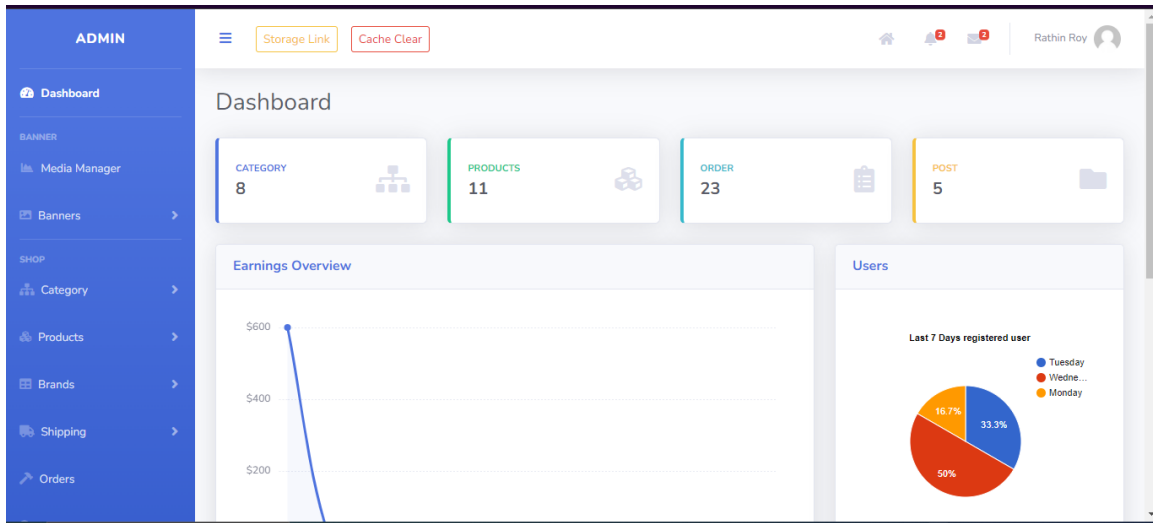 ADMIN
Storage Link
Cache Clear
2
2
Rathin Roy
Dashboard
BANNER
Media Manager
Banners
SHOP
Category
Products
Brands
Shipping
Orders
Dashboard
CATEGORY
8
PRODUCTS
11
ORDER
23
POST
5
Earnings Overview
$600
$400
$200
Users
Last 7 Days registered user
Tuesday
Wedne...
Monday
16.7%
33.3%
50%